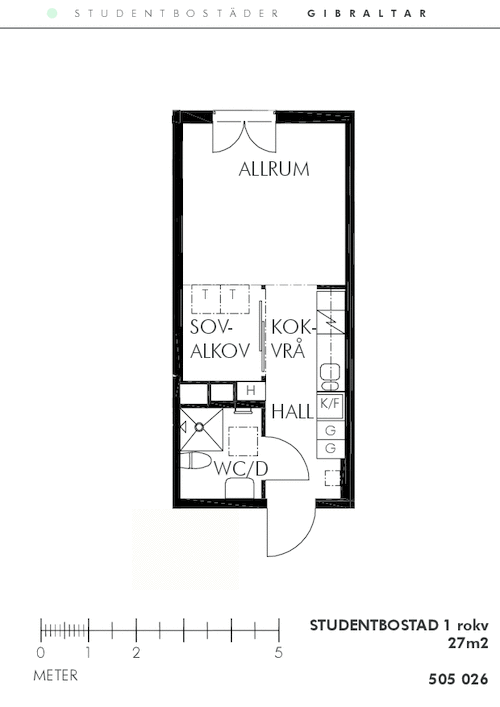 STUDENTBOSTÄDER GIBRALTAR
ALLRUM
T T
SOV-
ALKOV
KOK-
VRÅ
H
HALL
K/F
G
G
WC/D
0 1 2 5
METER
STUDENTBOSTAD 1 rokv
27m2
505 026